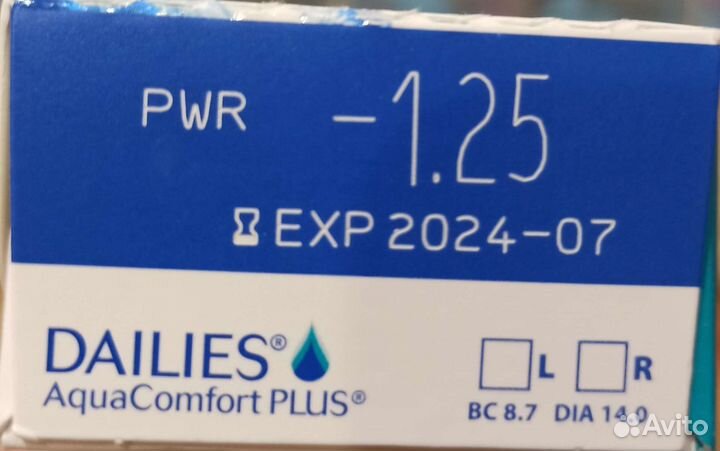 PWR -1.25
EXP 2024-07
DAILIES®
AquaComfort PLUS®
L R
BC 8.7 DIA 14.0
Avito